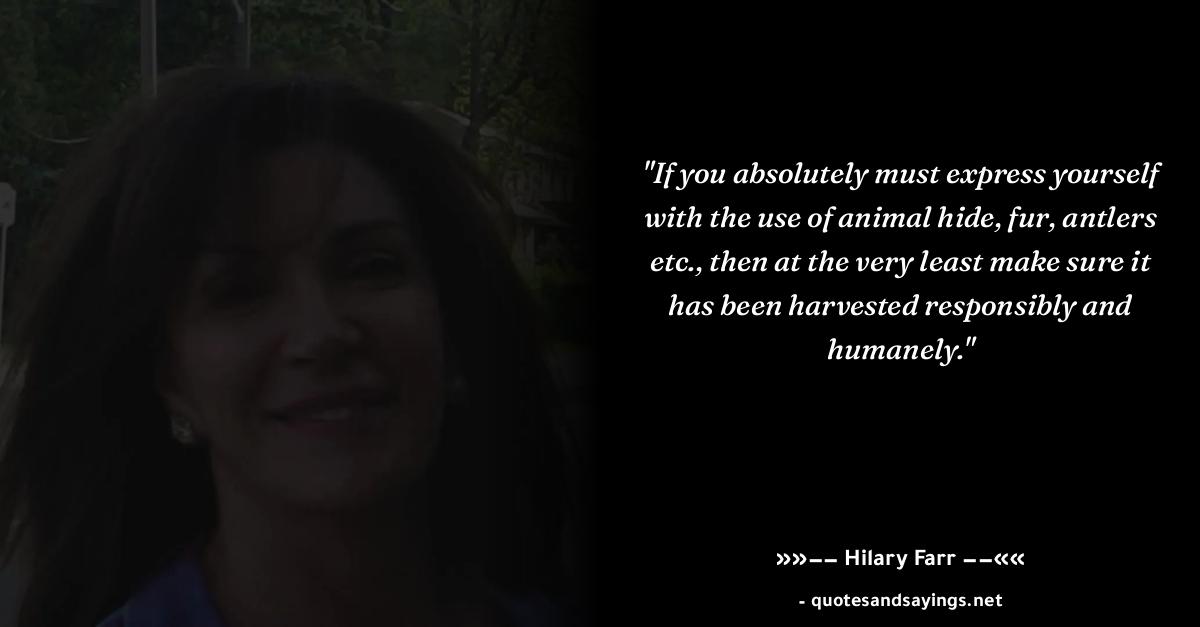 "If you absolutely must express yourself
with the use of animal hide, fur, antlers
etc., then at the very least make sure it
has been harvested responsibly and
humanely."
»»−− Hilary Farr −−««
- quotesandsayings.net